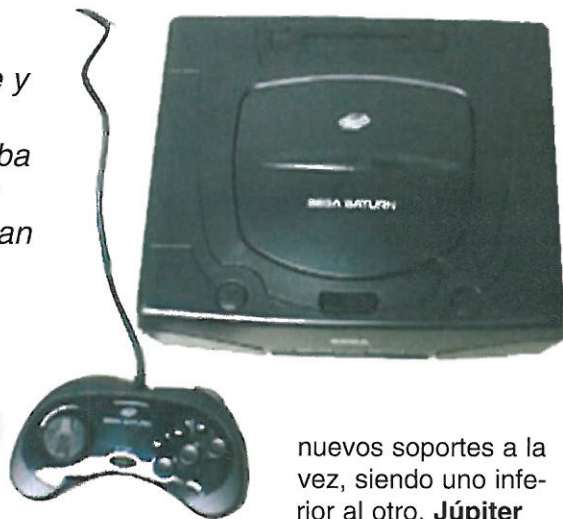 e y
ba
an
SEGA SATURN
nuevos soportes a la
vez, siendo uno infe-
rior al otro. Júpiter